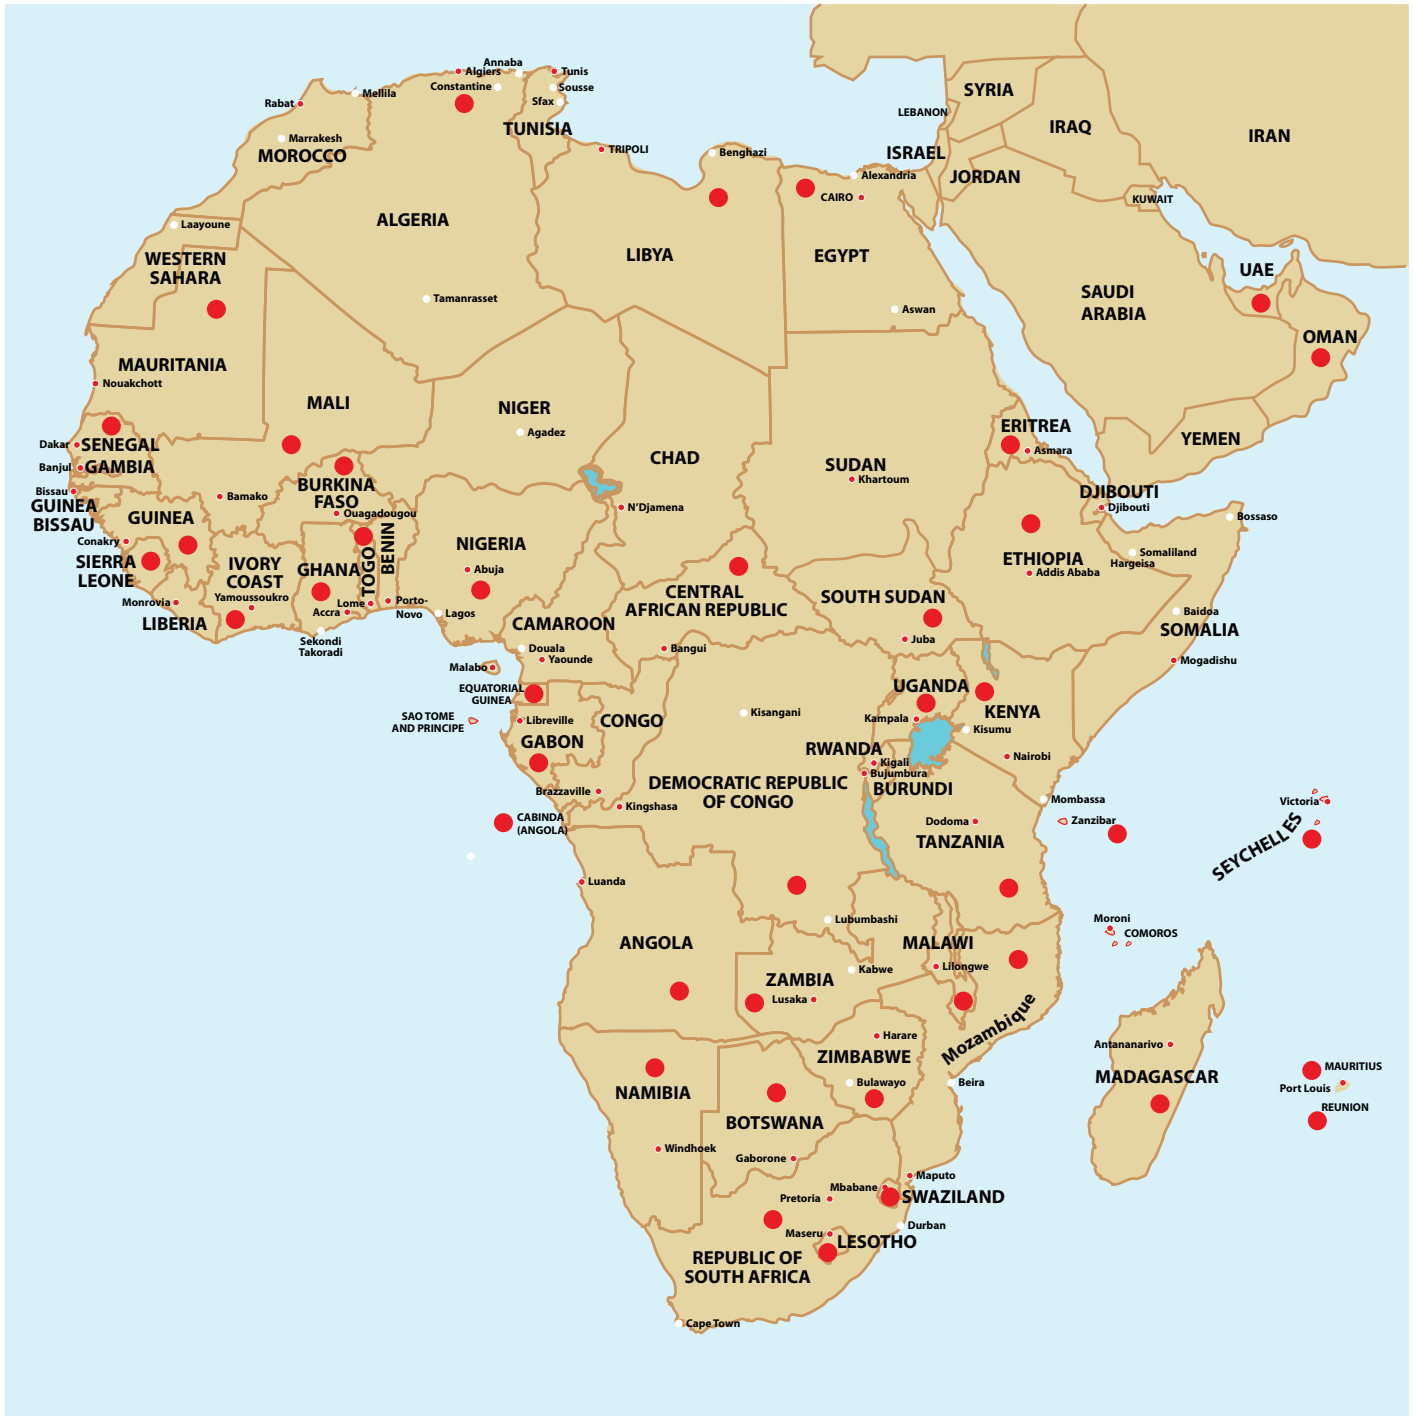 Annaba
Algiers
Tunis
Constantine
Sousse
Mellila
Sfax
Rabat
TUNISIA
Marrakesh
MOROCCO
TRIPOLI
Benghazi
SYRIA
LEBANON
IRAQ
IRAN
ISRAEL
Alexandria
JORDAN
CAIRO
KUWAIT
ALGERIA
Laayoune
LIBYA
EGYPT
WESTERN
SAHARA
UAE
SAUDI
ARABIA
Tamanrasset
Aswan
OMAN
MAURITANIA
Nouakchott
MALI
NIGER
Agadez
CHAD
SUDAN
Khartoum
ERITREA
Asmara
YEMEN
Dakar
SENEGAL
Banjul
GAMBIA
Bissau
GUINEA
BISSAU
GUINEA
Bamako
BURKINA
FASO
Ouagadougou
N'Djamena
DJIBOUTI
Djibouti
Bossaso
Conakry
SIERRA
LEONE
IVORY
COAST
Yamoussoukro
GHANA
TOGO
BENIN
NIGERIA
Abuja
ETHIOPIA
Addis Ababa
Somaliland
Hargeisa
Monrovia
LIBERIA
Accra
Lome
Porto-
Novo
Lagos
Sekondi
Takoradi
CENTRAL
AFRICAN REPUBLIC
SOUTH SUDAN
Juba
Baidoa
SOMALIA
Mogadishu
CAMAROON
Douala
Yaounde
Bangui
Malabo
EQUATORIAL
GUINEA
SAO TOME
AND PRINCIPE
Libreville
GABON
CONGO
Kisangani
UGANDA
Kampala
KENYA
Kisumu
Nairobi
RWANDA
Kigali
Bujumbura
BURUNDI
DEMOCRATIC REPUBLIC
OF CONGO
Brazzaville
Kingshasa
CABINDA
(ANGOLA)
Mombassa
Zanzibar
Dodoma
TANZANIA
Victoria
SEYCHELLES
Luanda
Lubumbashi
Moroni
COMOROS
ANGOLA
MALAWI
Lilongwe
ZAMBIA
Kabwe
Lusaka
Mozambique
Harare
ZIMBABWE
Bulawayo
Beira
Antananarivo
MADAGASCAR
MAURITIUS
Port Louis
REUNION
NAMIBIA
BOTSWANA
Windhoek
Gaborone
Maputo
Mbabane
Pretoria
SWAZILAND
Durban
Maseru
LESOTHO
REPUBLIC OF
SOUTH AFRICA
Cape Town